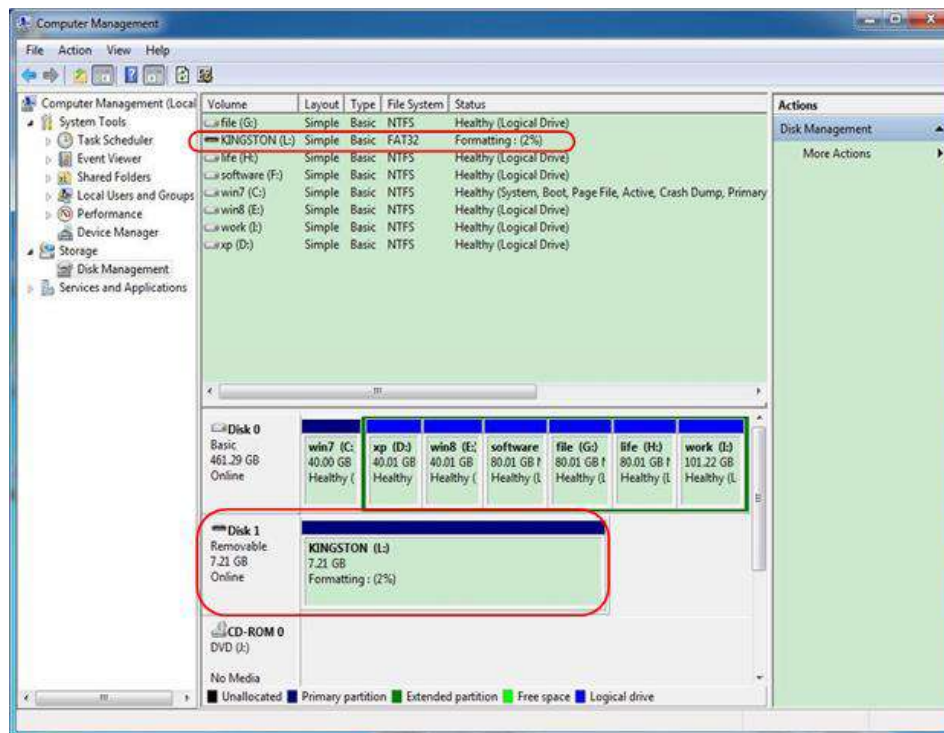 Computer Management
File Action View Help
Computer Management (Local
System Tools
Task Scheduler
Event Viewer
Shared Folders
Local Users and Groups
Performance
Device Manager
Storage
Disk Management
Services and Applications
Volume Layout Type File System Status
file (G:) Simple Basic NTFS Healthy (Logical Drive)
KINGSTON (L:) Simple Basic FAT32 Formatting : (2%)
life (H:) Simple Basic NTFS Healthy (Logical Drive)
software (F:) Simple Basic NTFS Healthy (Logical Drive)
win7 (C:) Simple Basic NTFS Healthy (System, Boot, Page File, Active, Crash Dump, Primary
win8 (E:) Simple Basic NTFS Healthy (Logical Drive)
work (I:) Simple Basic NTFS Healthy (Logical Drive)
xp (D:) Simple Basic NTFS Healthy (Logical Drive)
Actions
Disk Management
More Actions
Disk 0
Basic
461.29 GB
Online
win7 (C:
40.00 GB
Healthy (
xp (D:)
40.01 GB
Healthy
win8 (E:
40.01 GB
Healthy (
software
80.01 GB N
Healthy (L
file (G:)
80.01 GB N
Healthy (L
life (H:)
80.01 GB N
Healthy (L
work (I:)
101.22 GB
Healthy (L
Disk 1
Removable
7.21 GB
Online
KINGSTON (L:)
7.21 GB
Formatting : (2%)
CD-ROM 0
DVD (J:)
No Media
Unallocated Primary partition Extended partition Free space Logical drive